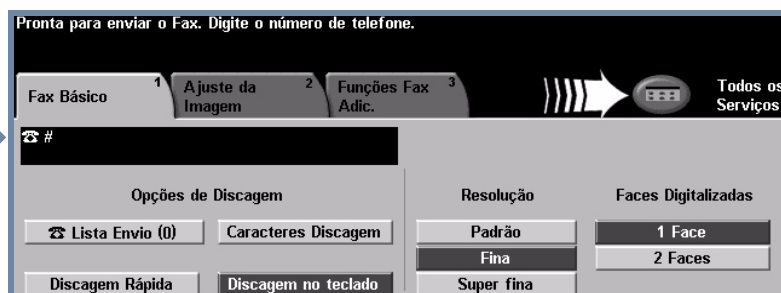 Pronta para enviar o Fax. Digite o número de telefone.
Fax Básico 1
Ajuste da Imagem 2
Funções Fax Adic. 3
Todos os Serviços
☎ #
Opções de Discagem
Resolução
Faces Digitalizadas
☎ Lista Envio (0)
Caracteres Discagem
Padrão
1 Face
Fina
2 Faces
Discagem Rápida
Discagem no teclado
Super fina